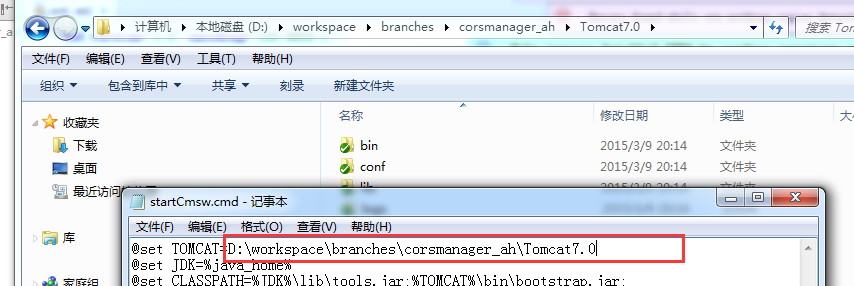 计算机 ▸ 本地磁盘 (D:) ▸ workspace ▸ branches ▸ corsmanager_ah ▸ Tomcat7.0 ▸
搜索 Tom
文件(F) 编辑(E) 查看(V) 工具(T) 帮助(H)
组织 包含到库中 共享 刻录 新建文件夹
收藏夹
下载
桌面
最近访问的
库
家庭组
名称 修改日期 类型 大
bin 2015/3/9 20:14 文件夹
conf 2015/3/9 20:14 文件夹
lib 2015/3/9 20:14 文件夹
startCmsw.cmd - 记事本
文件(F) 编辑(E) 格式(O) 查看(V) 帮助(H)
@set TOMCAT=D:\workspace\branches\corsmanager_ah\Tomcat7.0
@set JDK=%java_home%
@set CLASSPATH=%JDK%\lib\tools.jar;%TOMCAT%\bin\bootstrap.jar;